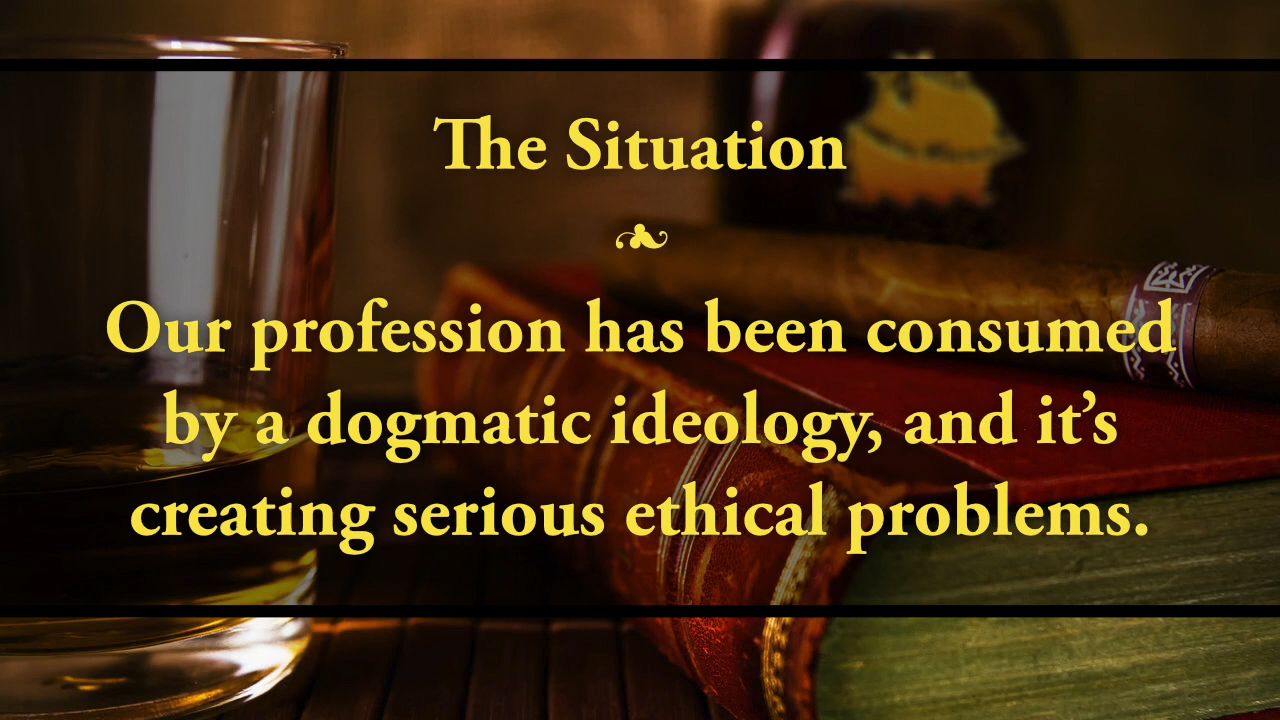 The Situation
Our profession has been consumed
by a dogmatic ideology, and it’s
creating serious ethical problems.